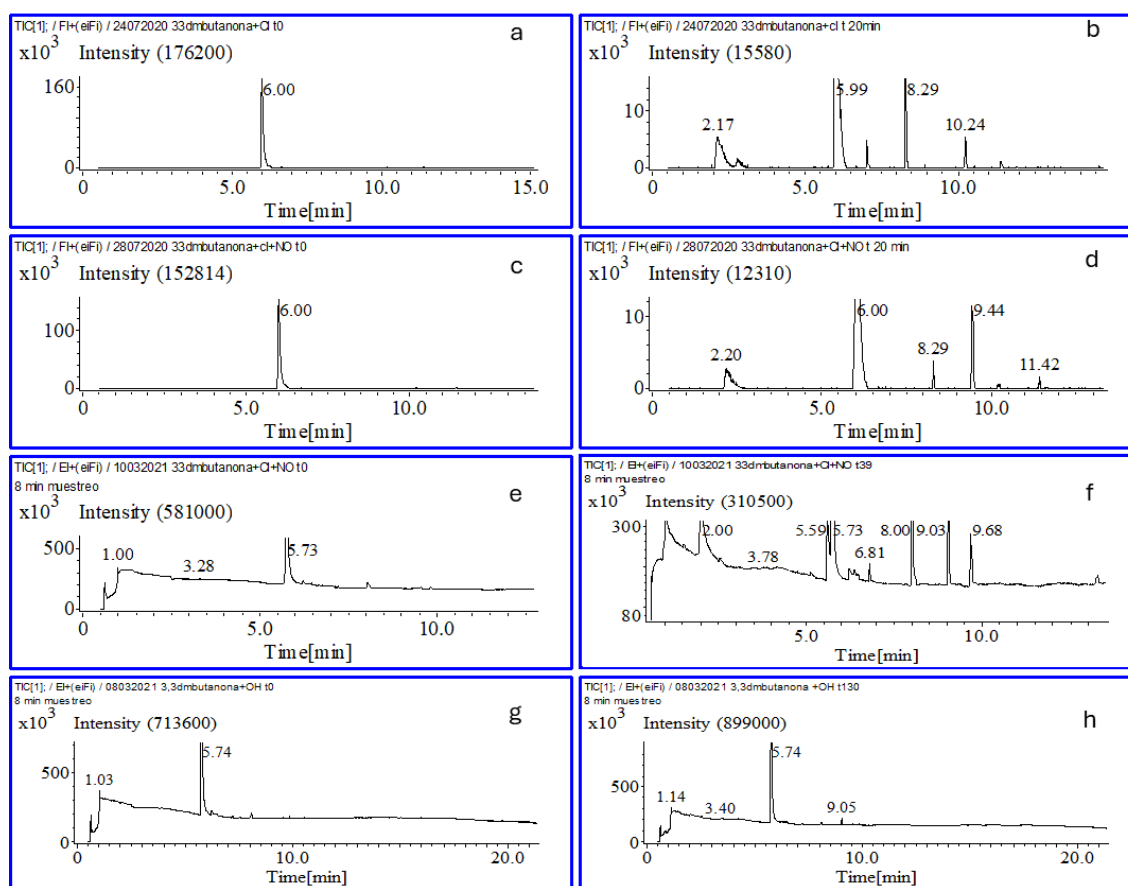 TIC[1]; / FI+(eiFi) / 24072020 33dmbutanona+Cl t0
a
x10³ Intensity (176200)
160
6.00
0
0 5.0 10.0 15.0
Time[min]
TIC[1]; / FI+(eiFi) / 24072020 33dmbutanona+cl t 20min
b
x10³ Intensity (15580)
10
2.17 5.99 8.29 10.24
0
0 5.0 10.0
Time[min]
TIC[1]; / FI+(eiFi) / 28072020 33dmbutanona+cl+NO t0
c
x10³ Intensity (152814)
100
6.00
0
0 5.0 10.0
Time[min]
TIC[1]; / FI+(eiFi) / 28072020 33dmbutanona+Cl+NO t 20 min
d
x10³ Intensity (12310)
10
2.20 6.00 8.29 9.44 11.42
0
0 5.0 10.0
Time[min]
TIC[1]; / EI+(eiFi) / 10032021 33dmbutanona+Cl+NO t0
8 min muestreo
e
x10³ Intensity (581000)
500
1.00 3.28 5.73
0
0 5.0 10.0
Time[min]
TIC[1]; / EI+(eiFi) / 10032021 33dmbutanona+Cl+NO t39
8 min muestreo
f
x10³ Intensity (310500)
300
2.00 3.78 5.59 5.73 6.81 8.00 9.03 9.68
80
5.0 10.0
Time[min]
TIC[1]; / EI+(eiFi) / 08032021 3,3dmbutanona+OH t0
8 min muestreo
g
x10³ Intensity (713600)
500
1.03 5.74
0
0 10.0 20.0
Time[min]
TIC[1]; / EI+(eiFi) / 08032021 3,3dmbutanona +OH t130
8 min muestreo
h
x10³ Intensity (899000)
500
1.14 3.40 5.74 9.05
0
0 10.0 20.0
Time[min]